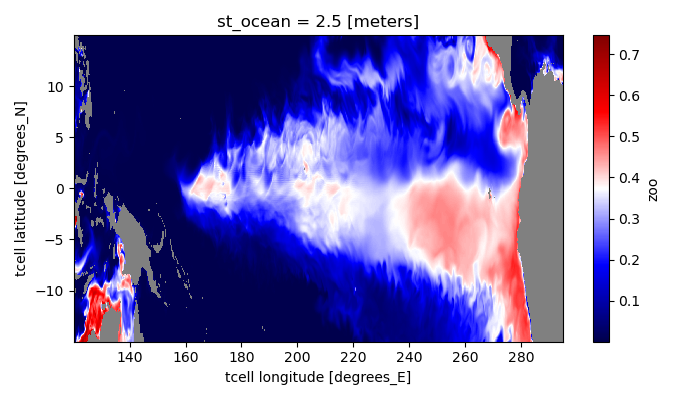 st_ocean = 2.5 [meters]
10
5
0
−5
−10
tcell latitude [degrees_N]
140 160 180 200 220 240 260 280
tcell longitude [degrees_E]
0.7
0.6
0.5
0.4
0.3
0.2
0.1
zoo